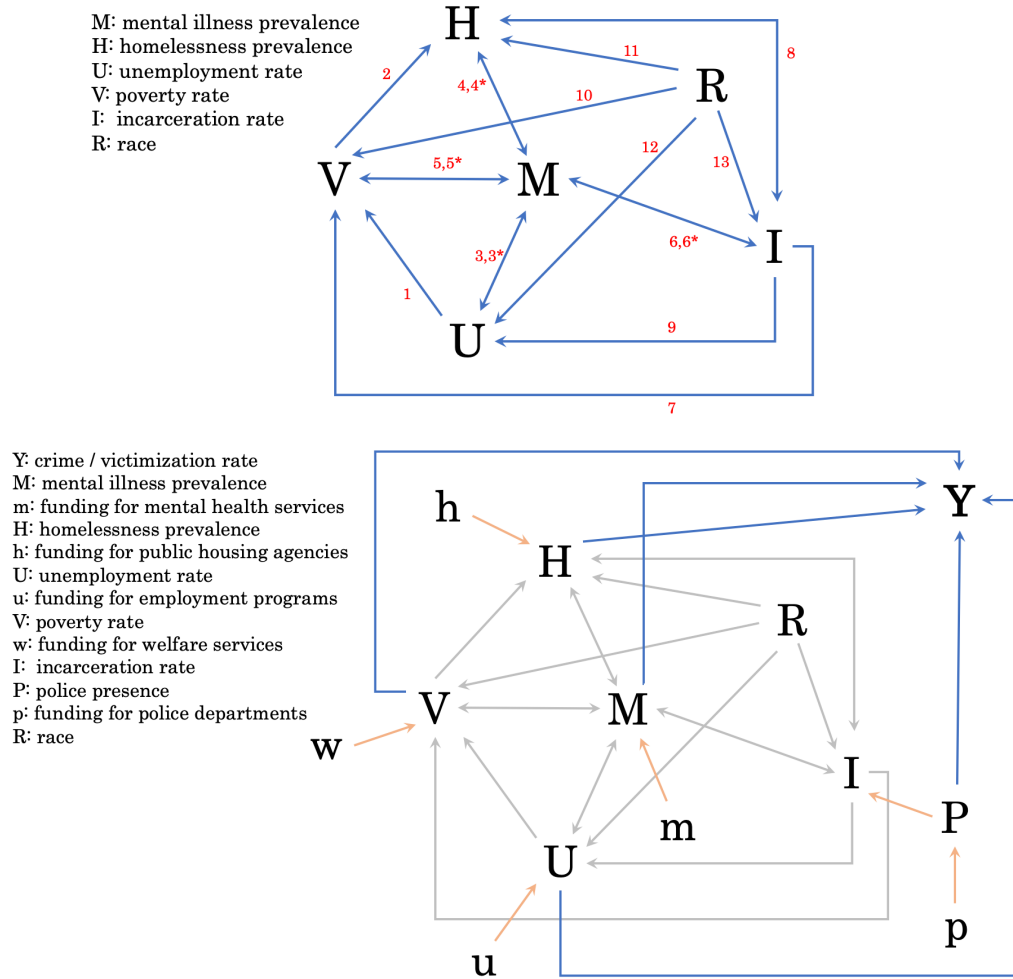 M: mental illness prevalence
H: homelessness prevalence
U: unemployment rate
V: poverty rate
I: incarceration rate
R: race
H
8
11
2
R
4,4*
10
12
13
V
5,5*
M
6,6*
I
3,3*
1
U
9
7
Y: crime / victimization rate
M: mental illness prevalence
m: funding for mental health services
H: homelessness prevalence
h: funding for public housing agencies
U: unemployment rate
u: funding for employment programs
V: poverty rate
w: funding for welfare services
I: incarceration rate
P: police presence
p: funding for police departments
R: race
Y
h
H
R
V
M
w
I
m
P
U
p
u